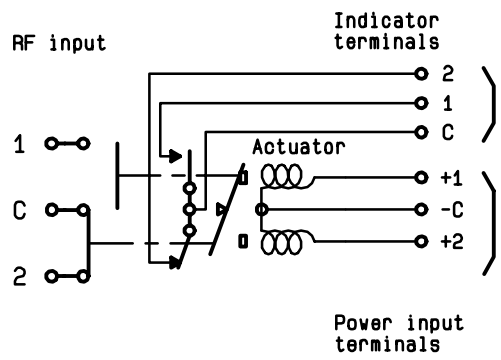 Indicator
terminals
RF input
2
1
C
1
Actuator
+1
C
-C
+2
2
Power input
terminals